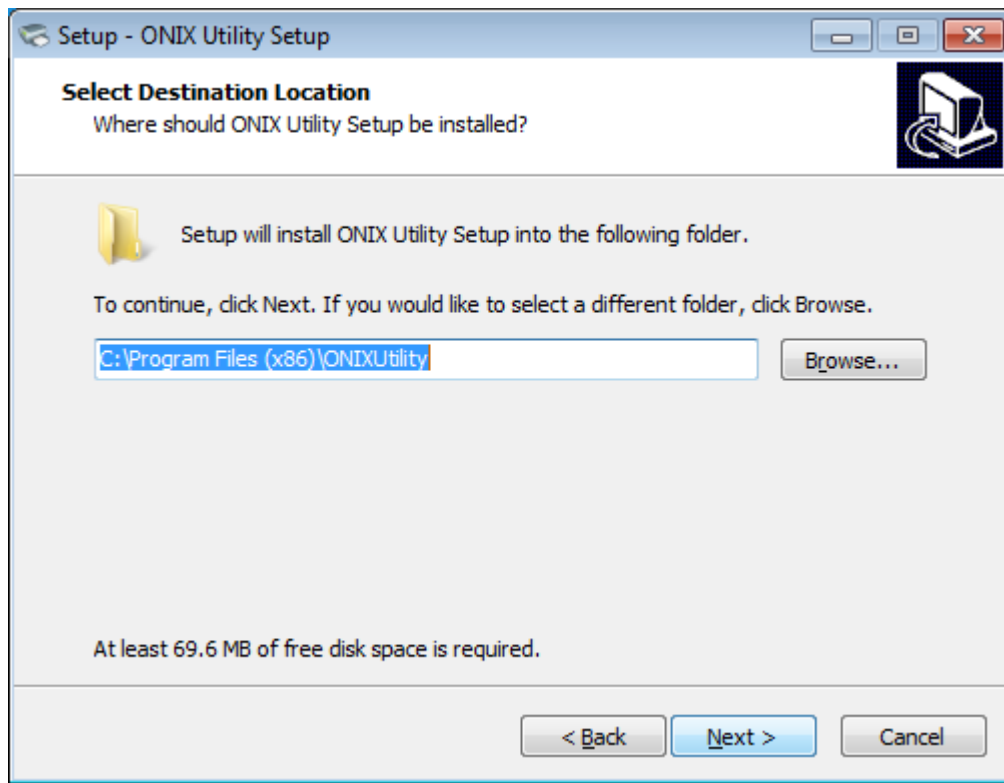 Setup - ONIX Utility Setup
Select Destination Location
Where should ONIX Utility Setup be installed?
Setup will install ONIX Utility Setup into the following folder.
To continue, click Next. If you would like to select a different folder, click Browse.
C:\Program Files (x86)\ONIXUtility
Browse...
At least 69.6 MB of free disk space is required.
< Back
Next >
Cancel